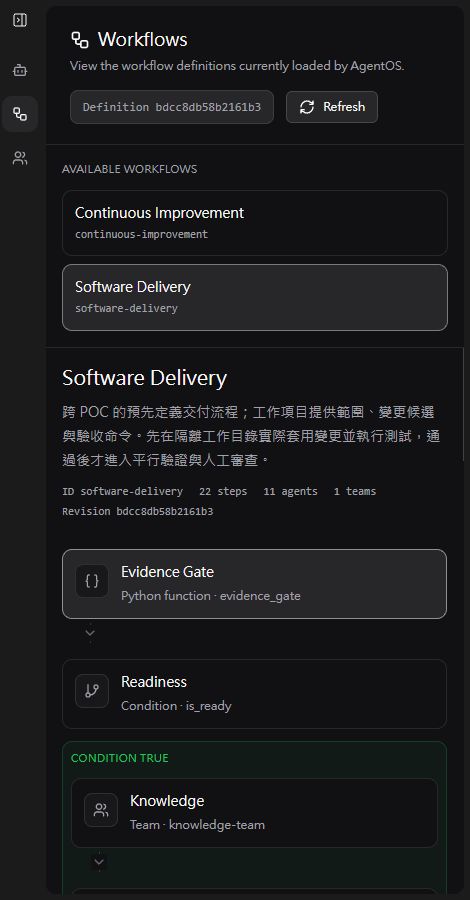 Workflows
View the workflow definitions currently loaded by AgentOS.
Definition bdcc8db58b2161b3
Refresh
AVAILABLE WORKFLOWS
Continuous Improvement
continuous-improvement
Software Delivery
software-delivery
Software Delivery
跨 POC 的預先定義交付流程；工作項目提供範圍、變更候選
與驗收命令。先在隔離工作目錄實際套用變更並執行測試，通
過後才進入平行驗證與人工審查。
ID software-delivery 22 steps 11 agents 1 teams
Revision bdcc8db58b2161b3
Evidence Gate
Python function · evidence_gate
Readiness
Condition · is_ready
CONDITION TRUE
Knowledge
Team · knowledge-team